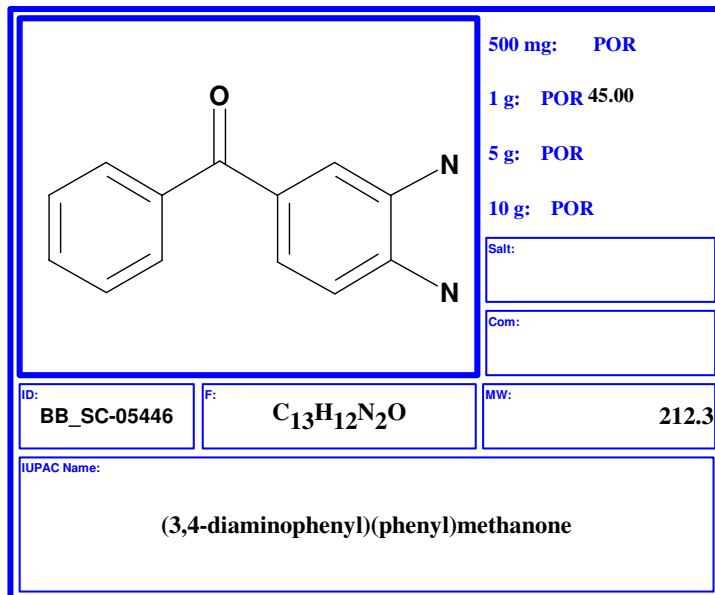 O
N
N
500 mg: POR
1 g: POR 45.00
5 g: POR
10 g: POR
Salt:
Com:
ID:
BB_SC-05446
F:
C13H12N2O
MW:
212.3
IUPAC Name:
(3,4-diaminophenyl)(phenyl)methanone